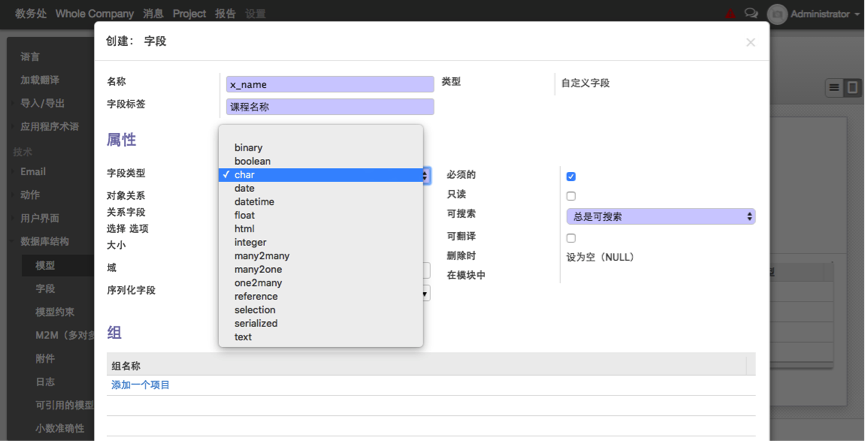 教务处 Whole Company 消息 Project 报告 设置 Administrator
创建： 字段
语言
加载翻译
导入/导出
应用程序术语
技术
Email
动作
用户界面
数据库结构
模型
字段
模型约束
M2M（多对多
附件
日志
可引用的模型
小数准确性
名称 x_name 类型 自定义字段
字段标签 课程名称
属性
字段类型
对象关系
关系字段
选择 选项
大小
域
序列化字段
binary
boolean
✓ char
date
datetime
float
html
integer
many2many
many2one
one2many
reference
selection
serialized
text
必须的
只读
可搜索 总是可搜索
可翻译
删除时 设为空（NULL）
在模块中
组
组名称
添加一个项目